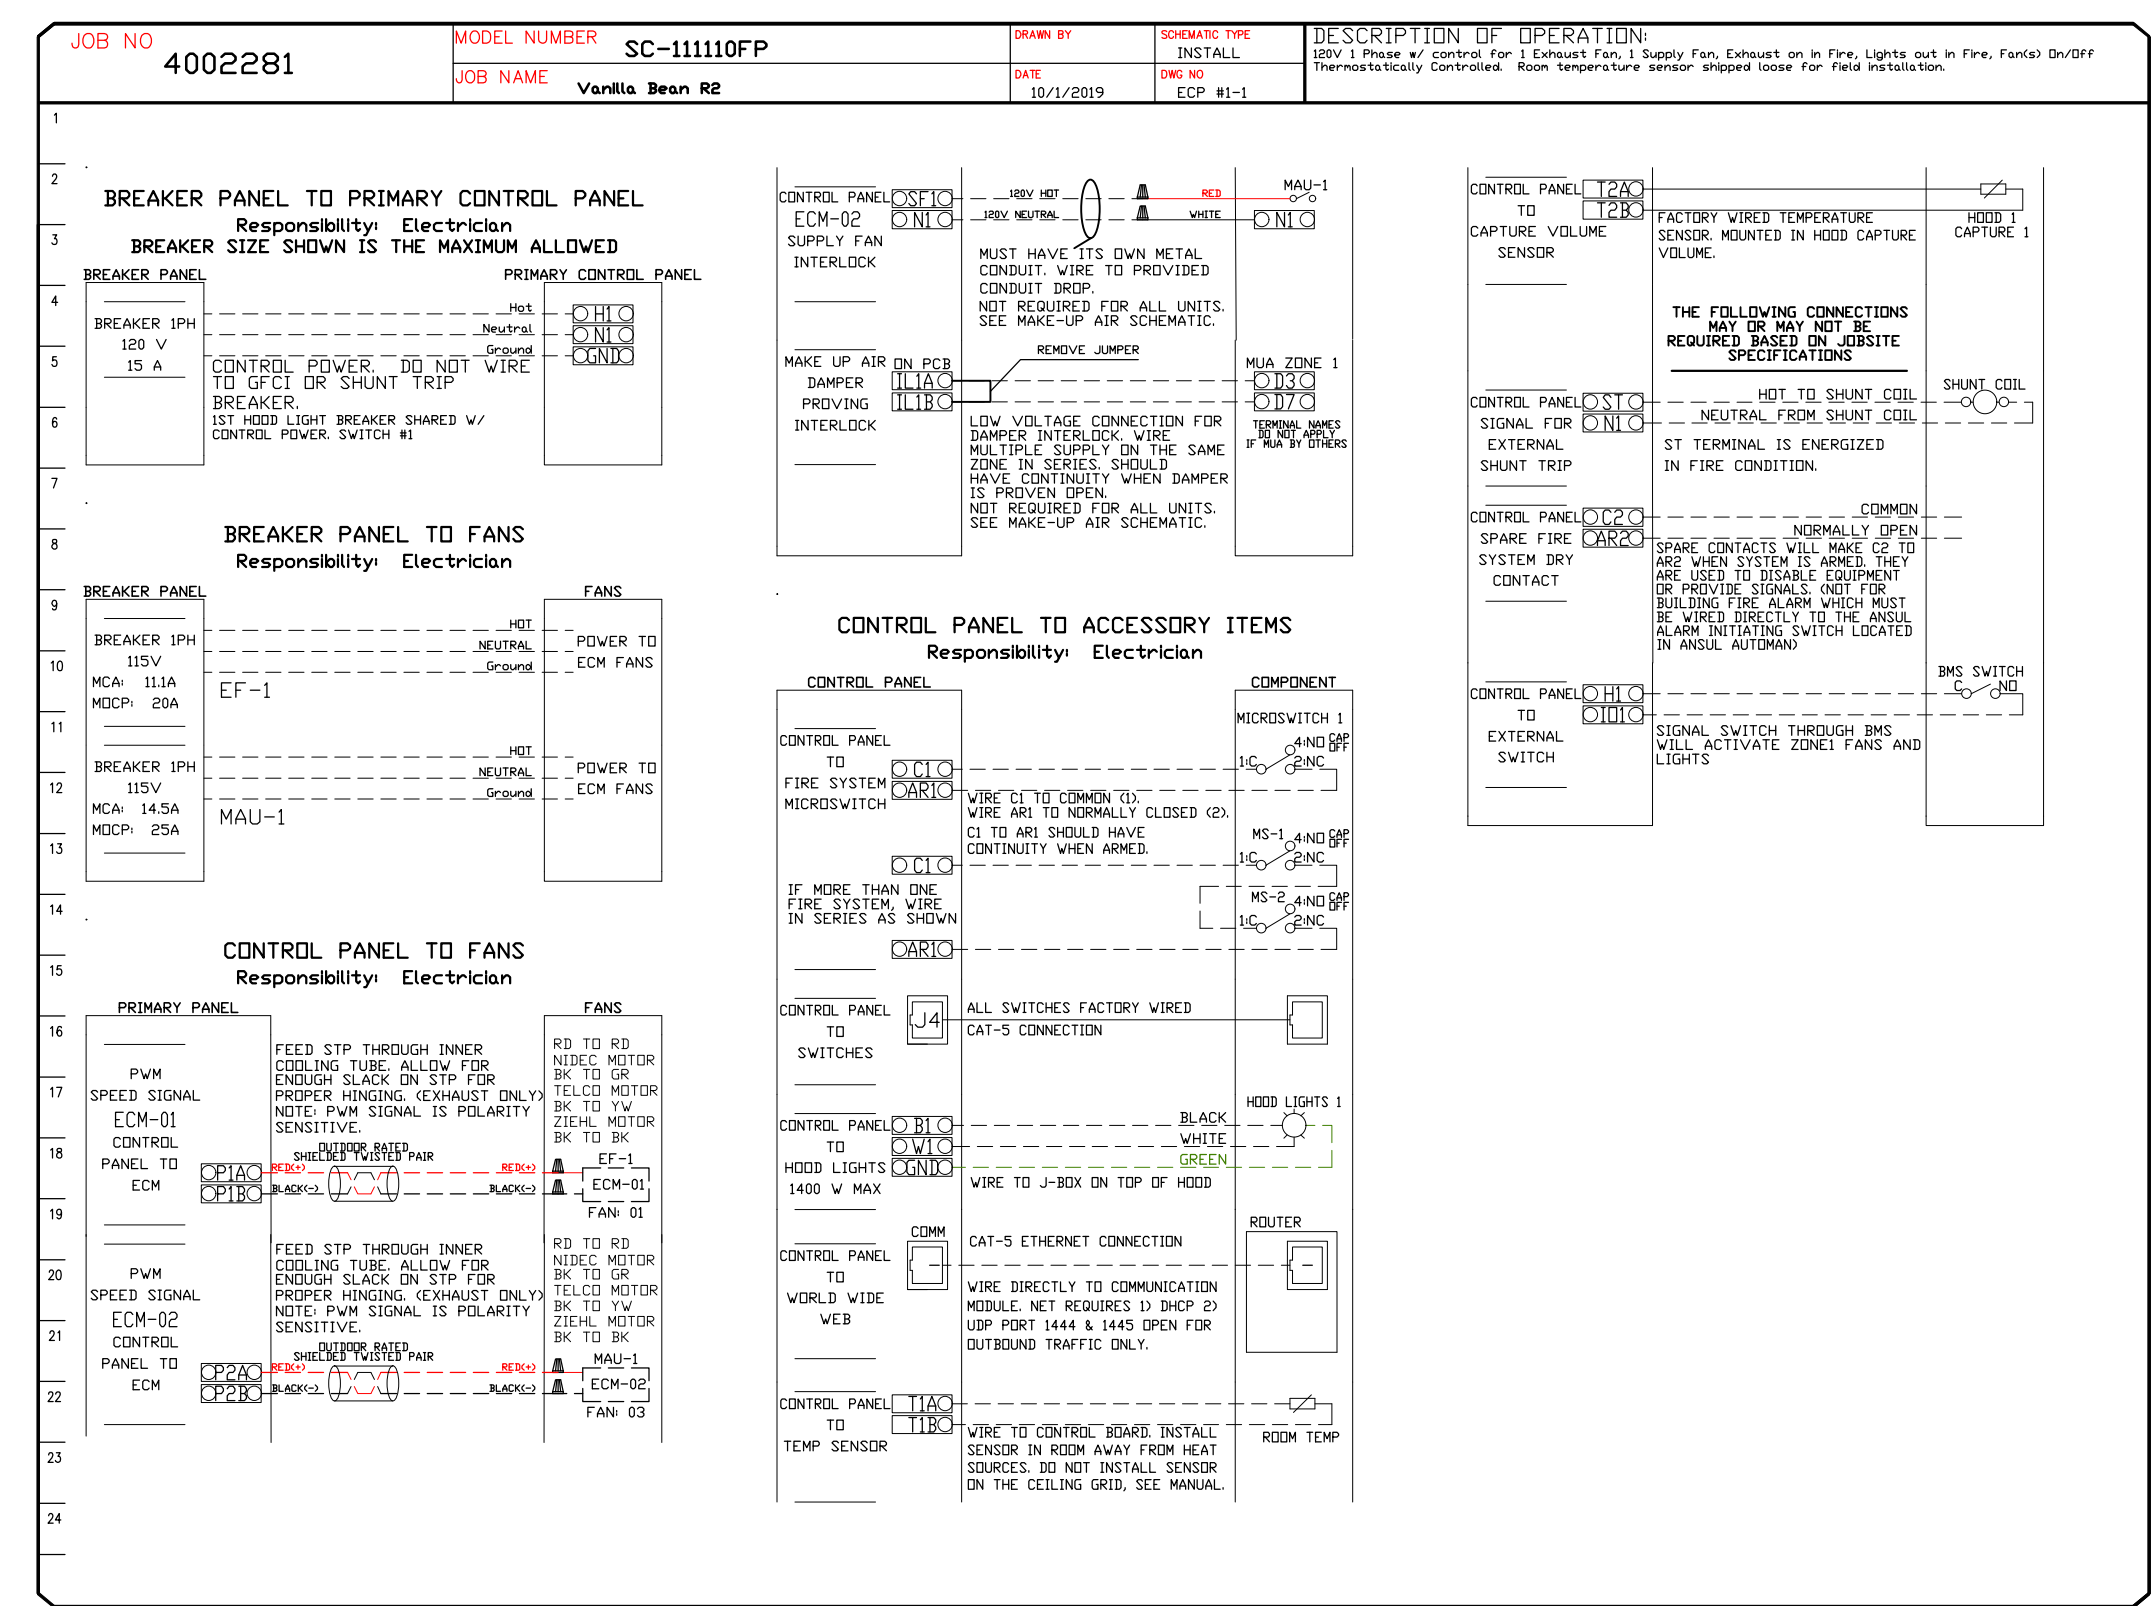 JOB NO
4002281
MODEL NUMBER
SC-111110FP
JOB NAME
Vanilla Bean R2
DRAWN BY
SCHEMATIC TYPE
INSTALL
DATE
10/1/2019
DWG NO
ECP #1-1
DESCRIPTION OF OPERATION:
120V 1 Phase w/ control for 1 Exhaust Fan, 1 Supply Fan, Exhaust on in Fire, Lights out in Fire, Fan(s) On/Off
Thermostatically Controlled. Room temperature sensor shipped loose for field installation.
1
2
3
4
5
6
7
8
9
10
11
12
13
14
15
16
17
18
19
20
21
22
23
24
BREAKER PANEL TO PRIMARY CONTROL PANEL
Responsibility: Electrician
BREAKER SIZE SHOWN IS THE MAXIMUM ALLOWED
BREAKER PANEL
PRIMARY CONTROL PANEL
BREAKER 1PH
120 V
15 A
Hot
Neutral
Ground
H1
N1
GND
CONTROL POWER. DO NOT WIRE
TO GFCI OR SHUNT TRIP
BREAKER.
1ST HOOD LIGHT BREAKER SHARED W/
CONTROL POWER. SWITCH #1
BREAKER PANEL TO FANS
Responsibility: Electrician
BREAKER PANEL
FANS
BREAKER 1PH
115V
MCA: 11.1A
MOCP: 20A
HOT
NEUTRAL
Ground
EF-1
POWER TO
ECM FANS
BREAKER 1PH
115V
MCA: 14.5A
MOCP: 25A
HOT
NEUTRAL
Ground
MAU-1
POWER TO
ECM FANS
CONTROL PANEL TO FANS
Responsibility: Electrician
PRIMARY PANEL
FANS
PWM
SPEED SIGNAL
ECM-01
CONTROL
PANEL TO
ECM
P1A
P1B
FEED STP THROUGH INNER
COOLING TUBE. ALLOW FOR
ENOUGH SLACK ON STP FOR
PROPER HINGING. (EXHAUST ONLY)
NOTE: PWM SIGNAL IS POLARITY
SENSITIVE.
OUTDOOR RATED
SHIELDED TWISTED PAIR
RED(+)
RED(+)
BLACK(-)
BLACK(-)
RD TO RD
NIDEC MOTOR
BK TO GR
TELCO MOTOR
BK TO YW
ZIEHL MOTOR
BK TO BK
EF-1
ECM-01
FAN: 01
PWM
SPEED SIGNAL
ECM-02
CONTROL
PANEL TO
ECM
P2A
P2B
FEED STP THROUGH INNER
COOLING TUBE. ALLOW FOR
ENOUGH SLACK ON STP FOR
PROPER HINGING. (EXHAUST ONLY)
NOTE: PWM SIGNAL IS POLARITY
SENSITIVE.
OUTDOOR RATED
SHIELDED TWISTED PAIR
RED(+)
RED(+)
BLACK(-)
BLACK(-)
RD TO RD
NIDEC MOTOR
BK TO GR
TELCO MOTOR
BK TO YW
ZIEHL MOTOR
BK TO BK
MAU-1
ECM-02
FAN: 03
CONTROL PANEL
ECM-02
SUPPLY FAN
INTERLOCK
SF1
N1
120V HOT
120V NEUTRAL
RED
WHITE
MAU-1
N1
MUST HAVE ITS OWN METAL
CONDUIT. WIRE TO PROVIDED
CONDUIT DROP.
NOT REQUIRED FOR ALL UNITS.
SEE MAKE-UP AIR SCHEMATIC.
MAKE UP AIR
DAMPER
PROVING
INTERLOCK
ON PCB
IL1A
IL1B
REMOVE JUMPER
MUA ZONE 1
D3
D7
TERMINAL NAMES
DO NOT APPLY
IF MUA BY OTHERS
LOW VOLTAGE CONNECTION FOR
DAMPER INTERLOCK. WIRE
MULTIPLE SUPPLY ON THE SAME
ZONE IN SERIES. SHOULD
HAVE CONTINUITY WHEN DAMPER
IS PROVEN OPEN.
NOT REQUIRED FOR ALL UNITS.
SEE MAKE-UP AIR SCHEMATIC.
CONTROL PANEL TO ACCESSORY ITEMS
Responsibility: Electrician
CONTROL PANEL
COMPONENT
CONTROL PANEL
TO
FIRE SYSTEM
MICROSWITCH
C1
AR1
MICROSWITCH 1
4:NO CAP OFF
1:C
2:NC
WIRE C1 TO COMMON (1).
WIRE AR1 TO NORMALLY CLOSED (2).
C1 TO AR1 SHOULD HAVE
CONTINUITY WHEN ARMED.
C1
MS-1
4:NO CAP OFF
1:C
2:NC
IF MORE THAN ONE
FIRE SYSTEM, WIRE
IN SERIES AS SHOWN
MS-2
4:NO CAP OFF
1:C
2:NC
AR1
CONTROL PANEL
TO
SWITCHES
J4
ALL SWITCHES FACTORY WIRED
CAT-5 CONNECTION
CONTROL PANEL
TO
HOOD LIGHTS
1400 W MAX
B1
W1
GND
BLACK
WHITE
GREEN
HOOD LIGHTS 1
WIRE TO J-BOX ON TOP OF HOOD
CONTROL PANEL
TO
WORLD WIDE
WEB
COMM
CAT-5 ETHERNET CONNECTION
ROUTER
WIRE DIRECTLY TO COMMUNICATION
MODULE. NET REQUIRES 1) DHCP 2)
UDP PORT 1444 & 1445 OPEN FOR
OUTBOUND TRAFFIC ONLY.
CONTROL PANEL
TO
TEMP SENSOR
T1A
T1B
ROOM TEMP
WIRE TO CONTROL BOARD. INSTALL
SENSOR IN ROOM AWAY FROM HEAT
SOURCES. DO NOT INSTALL SENSOR
ON THE CEILING GRID, SEE MANUAL.
CONTROL PANEL
TO
CAPTURE VOLUME
SENSOR
T2A
T2B
FACTORY WIRED TEMPERATURE
SENSOR. MOUNTED IN HOOD CAPTURE
VOLUME.
HOOD 1
CAPTURE 1
THE FOLLOWING CONNECTIONS
MAY OR MAY NOT BE
REQUIRED BASED ON JOBSITE
SPECIFICATIONS
CONTROL PANEL
SIGNAL FOR
EXTERNAL
SHUNT TRIP
ST
N1
HOT TO SHUNT COIL
NEUTRAL FROM SHUNT COIL
SHUNT COIL
ST TERMINAL IS ENERGIZED
IN FIRE CONDITION.
CONTROL PANEL
SPARE FIRE
SYSTEM DRY
CONTACT
C2
AR2
COMMON
NORMALLY OPEN
SPARE CONTACTS WILL MAKE C2 TO
AR2 WHEN SYSTEM IS ARMED. THEY
ARE USED TO DISABLE EQUIPMENT
OR PROVIDE SIGNALS. (NOT FOR
BUILDING FIRE ALARM WHICH MUST
BE WIRED DIRECTLY TO THE ANSUL
ALARM INITIATING SWITCH LOCATED
IN ANSUL AUTOMAN)
CONTROL PANEL
TO
EXTERNAL
SWITCH
H1
IO1
BMS SWITCH
C
NO
SIGNAL SWITCH THROUGH BMS
WILL ACTIVATE ZONE1 FANS AND
LIGHTS